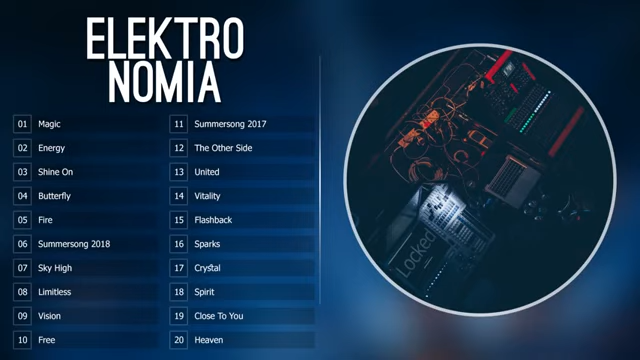 ELEKTRO
NOMIA
01 Magic
02 Energy
03 Shine On
04 Butterfly
05 Fire
06 Summersong 2018
07 Sky High
08 Limitless
09 Vision
10 Free
11 Summersong 2017
12 The Other Side
13 United
14 Vitality
15 Flashback
16 Sparks
17 Crystal
18 Spirit
19 Close To You
20 Heaven
Locked